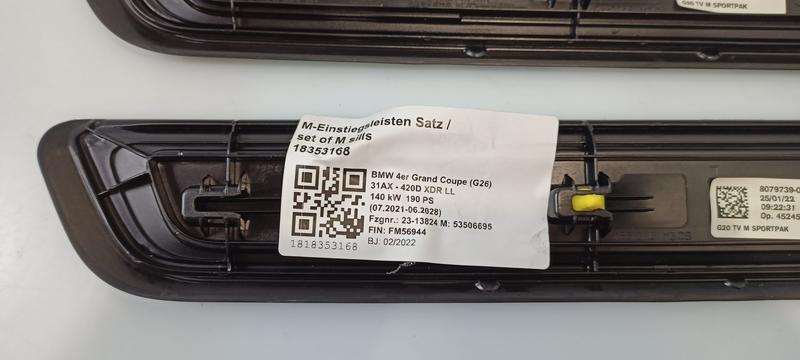 G20 TV M SPORTPAK
M-Einstiegsleisten Satz /
set of M sills
18353168
BMW 4er Grand Coupe (G26)
31AX - 420D XDR LL
140 kW 190 PS
(07.2021-06.2028)
Fzgnr.: 23-13824 M: 53506695
FIN: FM56944
BJ: 02/2022
1818353168
8079739-0
25/01/22
09:22:31
Op. 45245
G20 TV M SPORTPAK